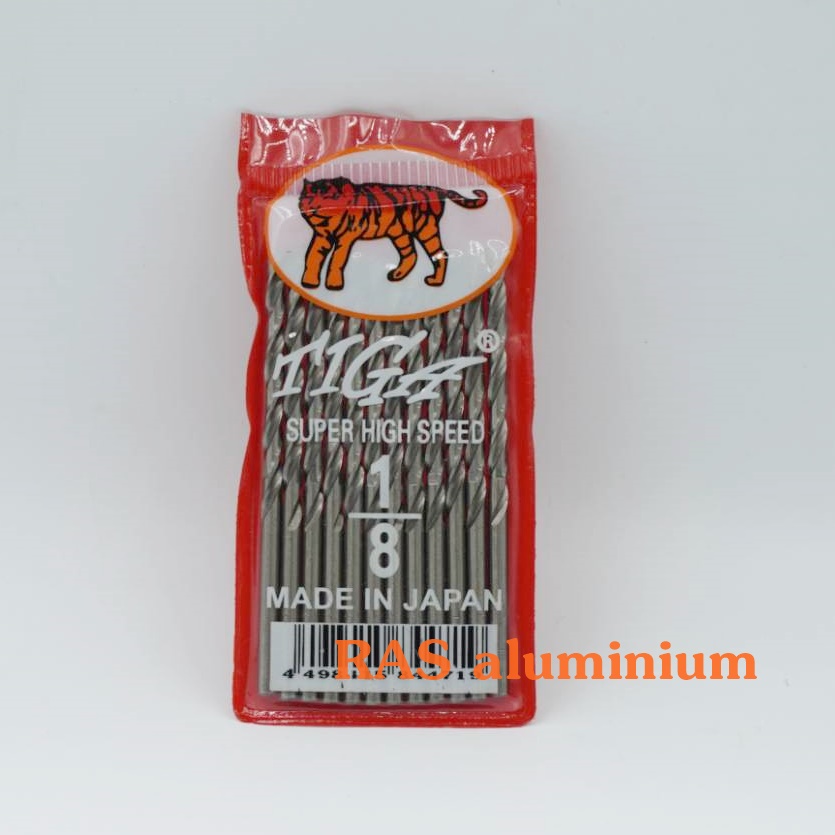 TIGA ®
SUPER HIGH SPEED
1
8
MADE IN JAPAN
RAS aluminium